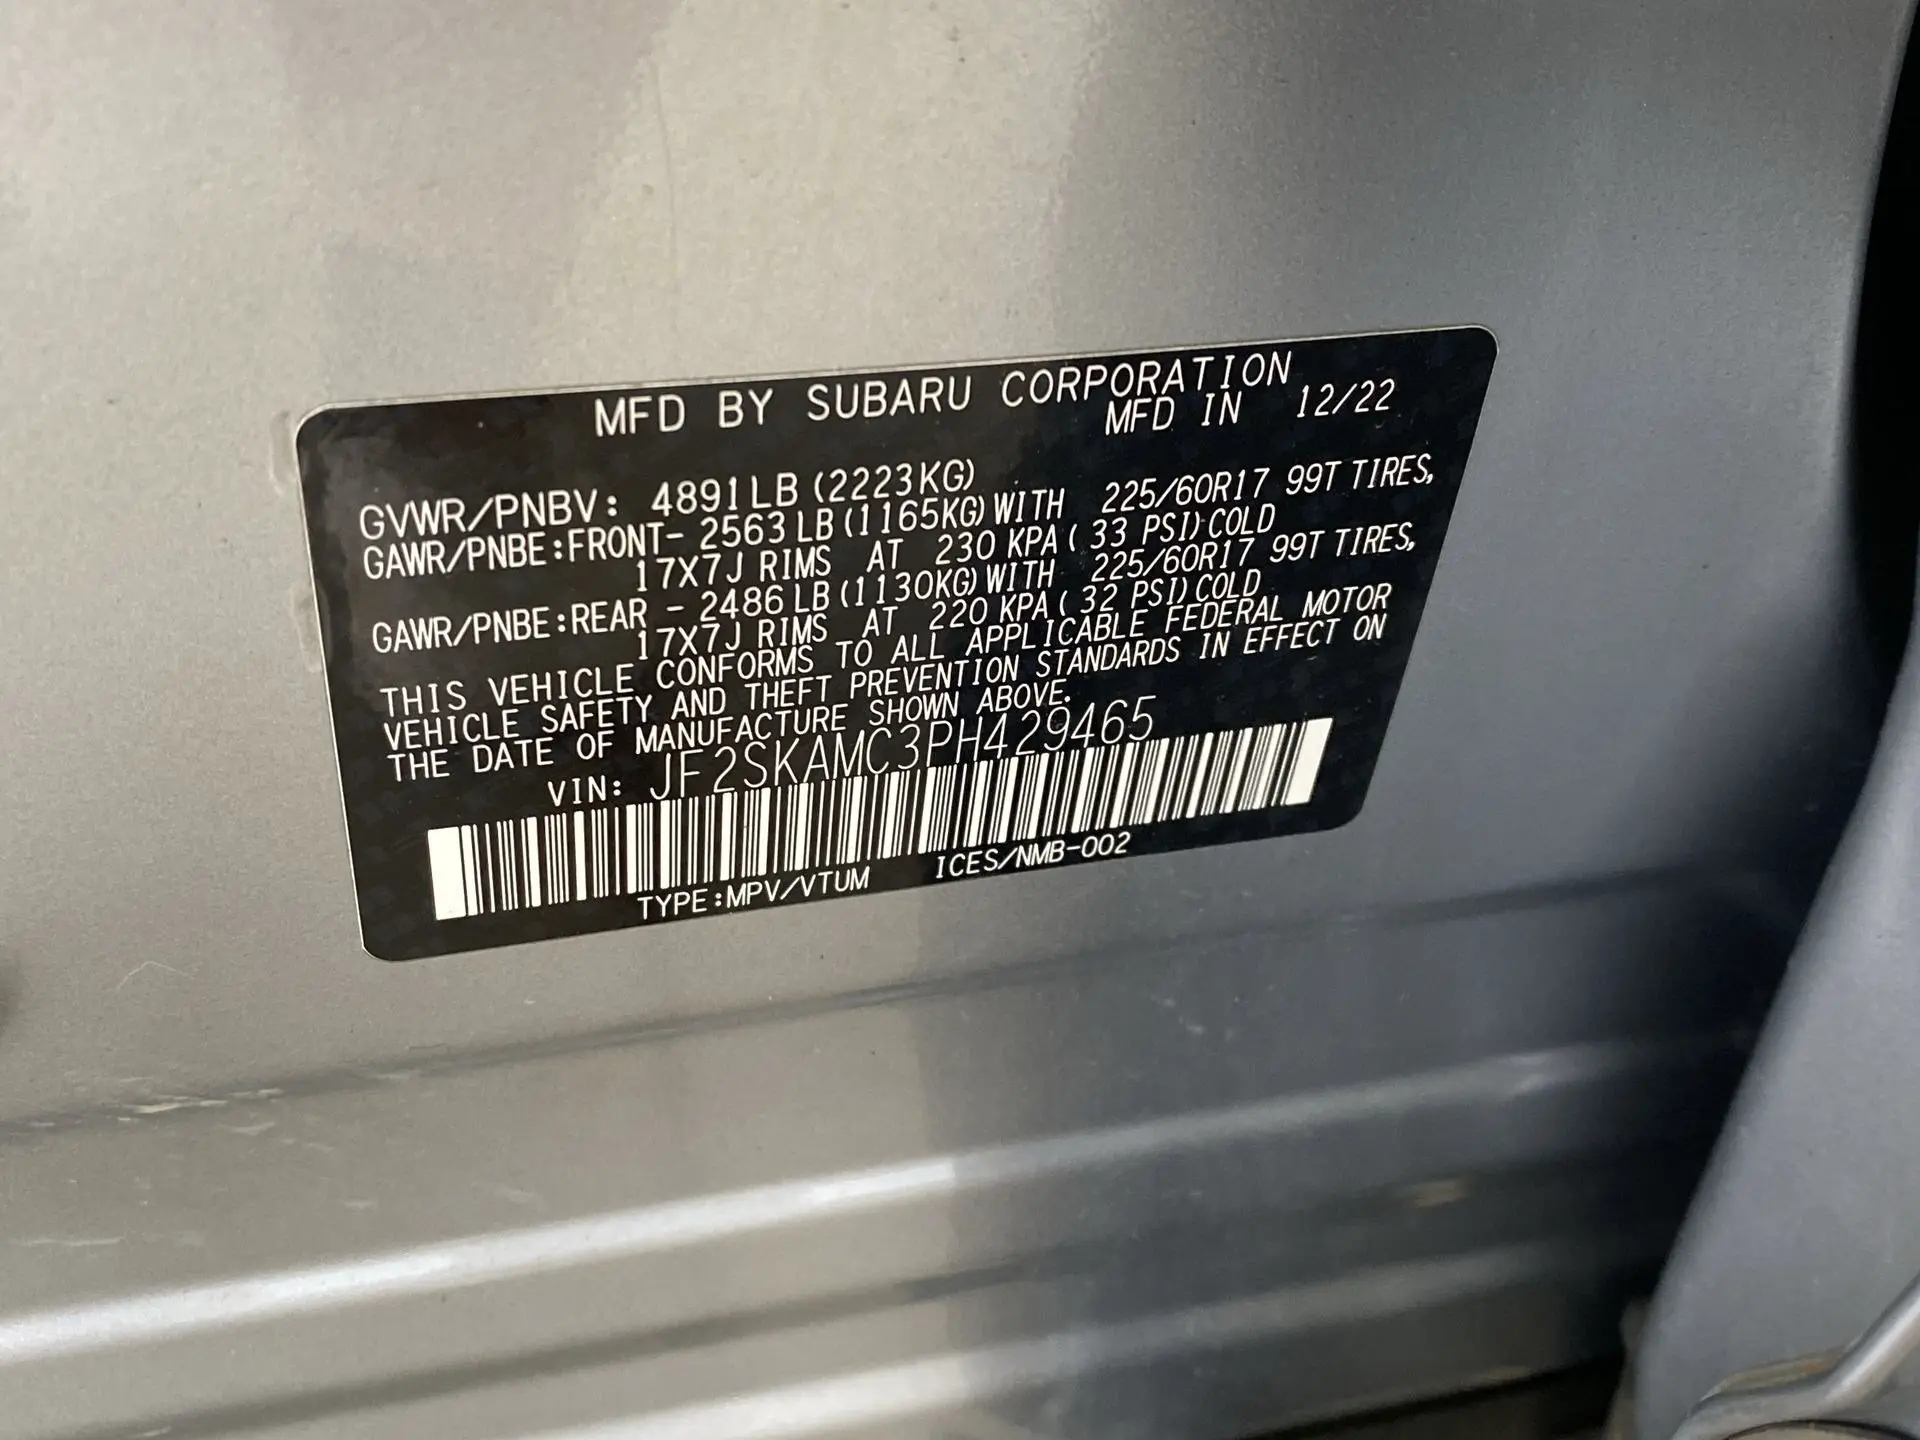 MFD BY SUBARU CORPORATION
MFD IN 12/22
GVWR/PNBV: 4891LB (2223KG)
GAWR/PNBE:FRONT- 2563 LB (1165KG) WITH 225/60R17 99T TIRES,
17X7J RIMS AT 230 KPA ( 33 PSI) COLD
GAWR/PNBE:REAR - 2486 LB (1130KG) WITH 225/60R17 99T TIRES,
17X7J RIMS AT 220 KPA ( 32 PSI) COLD
THIS VEHICLE CONFORMS TO ALL APPLICABLE FEDERAL MOTOR
VEHICLE SAFETY AND THEFT PREVENTION STANDARDS IN EFFECT ON
THE DATE OF MANUFACTURE SHOWN ABOVE.
VIN: JF2SKAMC3PH429465
TYPE:MPV/VTUM ICES/NMB-002